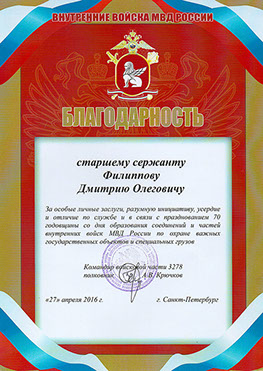 ВНУТРЕННИЕ ВОЙСКА МВД РОССИИ
БЛАГОДАРНОСТЬ
старшему сержанту
Филиппову
Дмитрию Олеговичу
За особые личные заслуги, разумную инициативу, усердие
и отличие по службе и в связи с празднованием 70
годовщины со дня образования соединений и частей
внутренних войск МВД России по охране важных
государственных объектов и специальных грузов
Командир войсковой части 3278
полковник А.В. Крючков
«27» апреля 2016 г. г. Санкт-Петербург